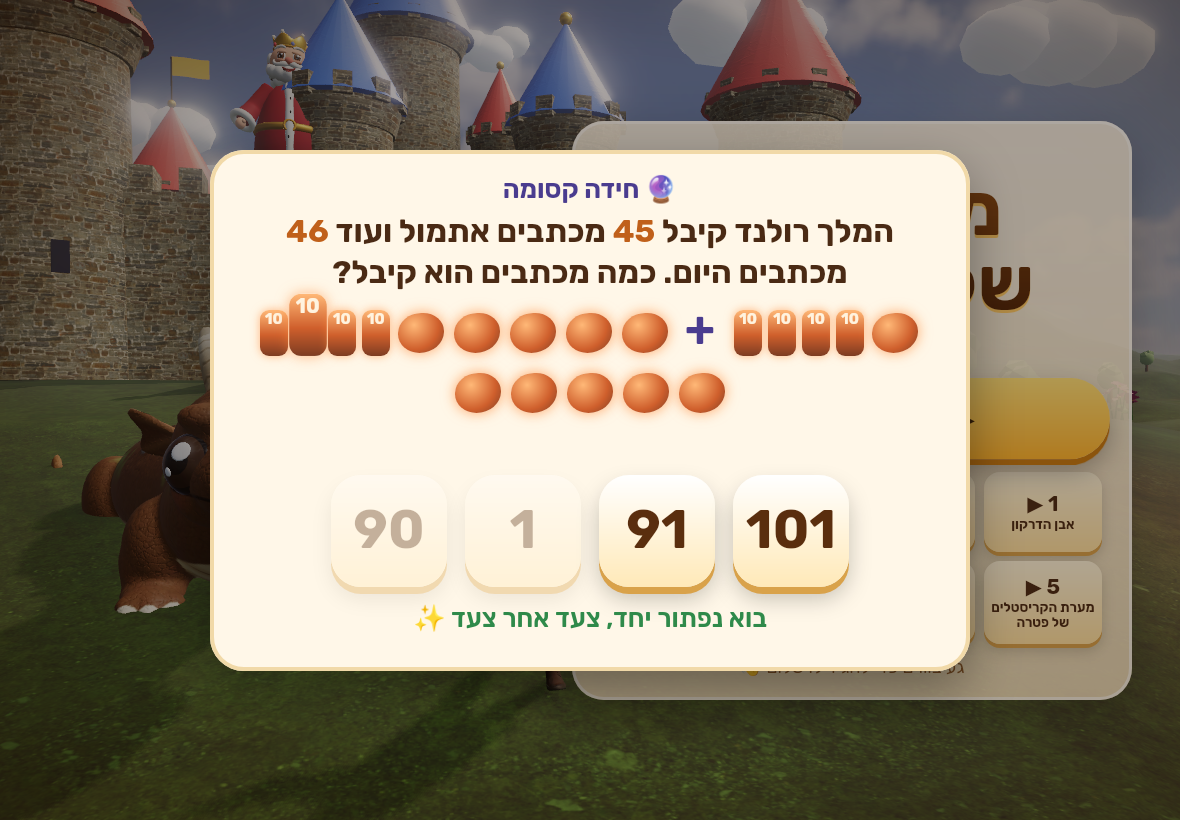 🔮 חידה קסומה
המלך רולנד קיבל 45 מכתבים אתמול ועוד 46
מכתבים היום. כמה מכתבים הוא קיבל?
10 10 10 10 + 10 10 10 10
90 1 91 101
בוא נפתור יחד, צעד אחר צעד ✨
1 ▶
אבן הדרקון
5 ▶
מערת הקריסטלים
של פטרה